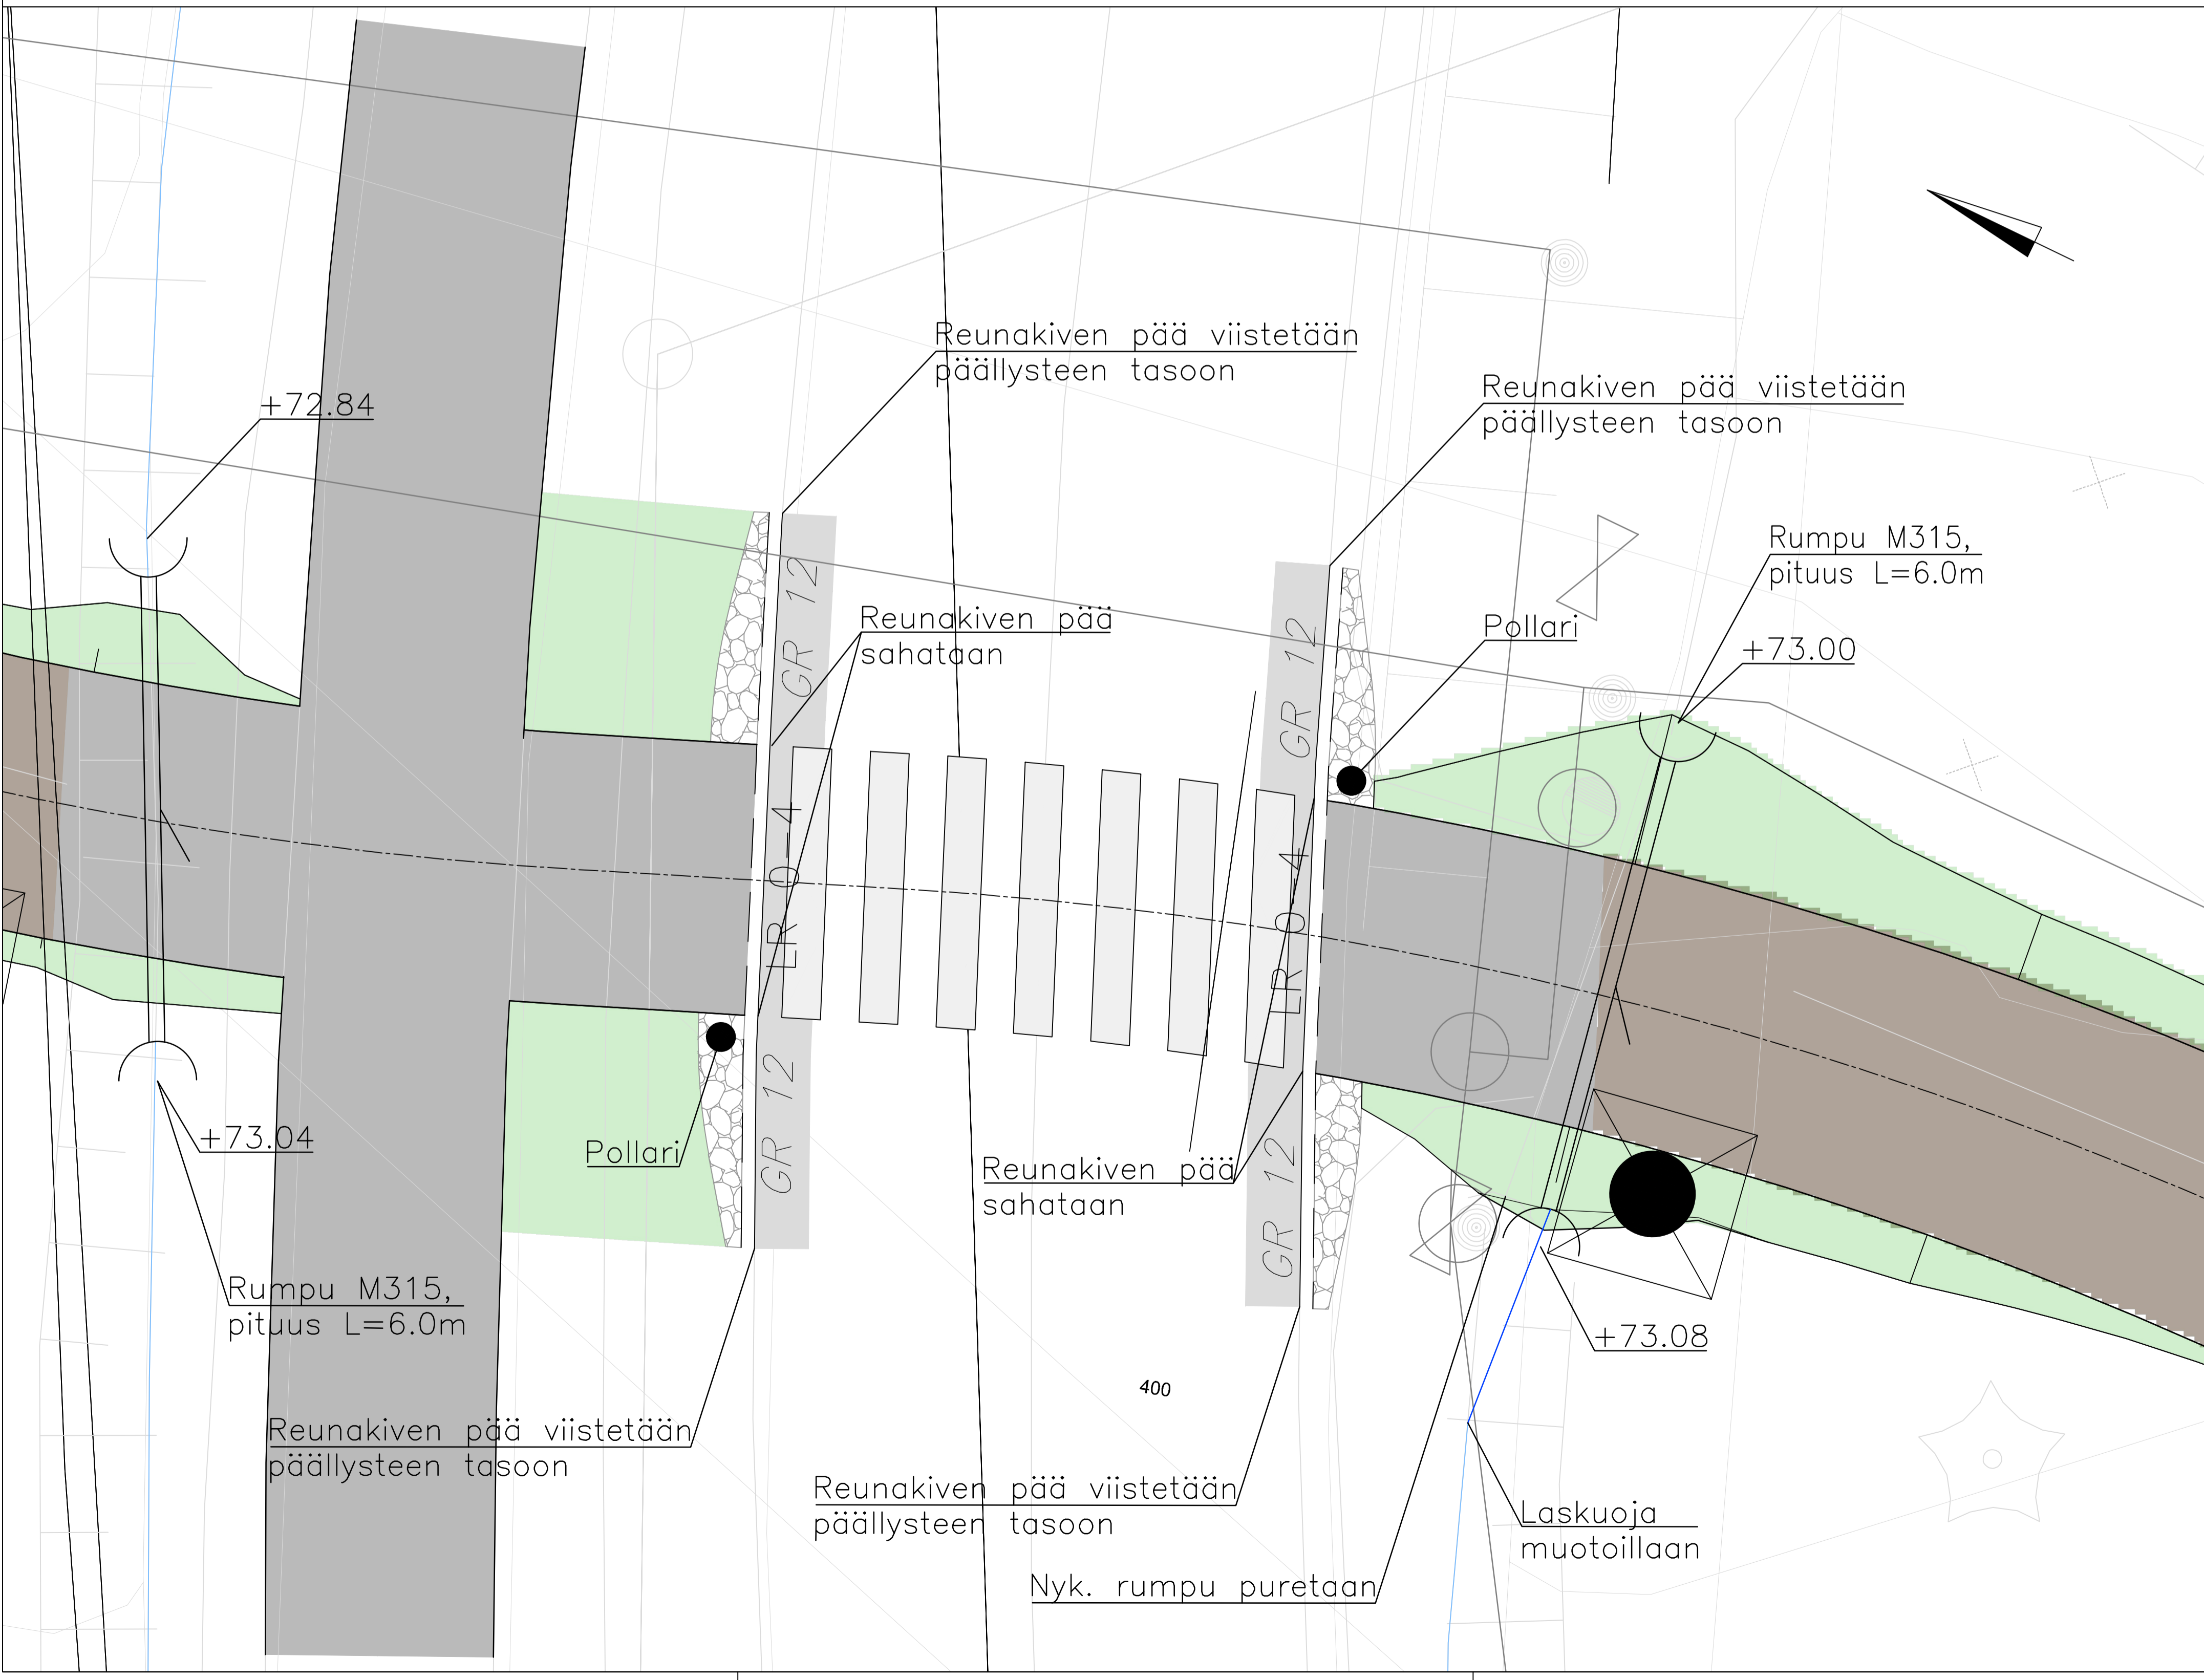 Reunakiven pää viistetään
päällysteen tasoon
Reunakiven pää viistetään
päällysteen tasoon
+72.84
Rumpu M315,
pituus L=6.0m
GR 12
Reunakiven pää
sahataan
GR 12
Pollari
+73.00
LR 0-4
LR 0-4
+73.04
Pollari
GR 12
Reunakiven pää
sahataan
GR 12
Rumpu M315,
pituus L=6.0m
+73.08
400
Reunakiven pää viistetään
päällysteen tasoon
Reunakiven pää viistetään
päällysteen tasoon
Laskuoja
muotoillaan
Nyk. rumpu puretaan